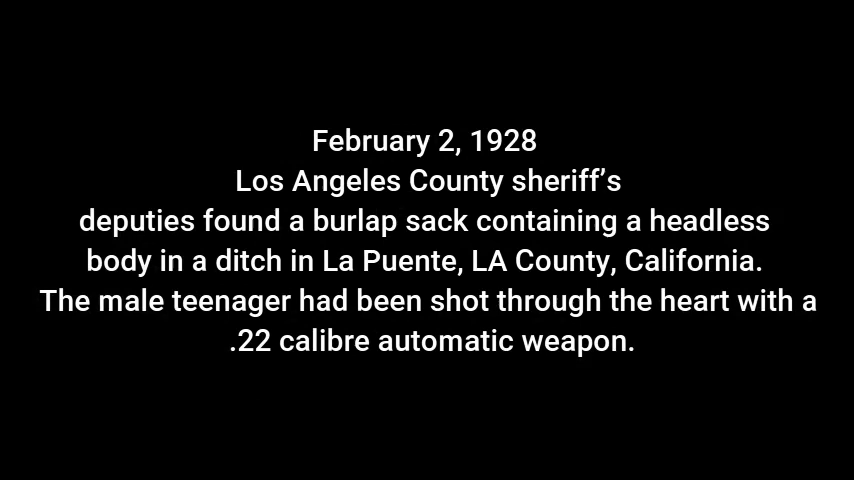 February 2, 1928
Los Angeles County sheriff’s
deputies found a burlap sack containing a headless
body in a ditch in La Puente, LA County, California.
The male teenager had been shot through the heart with a
.22 calibre automatic weapon.